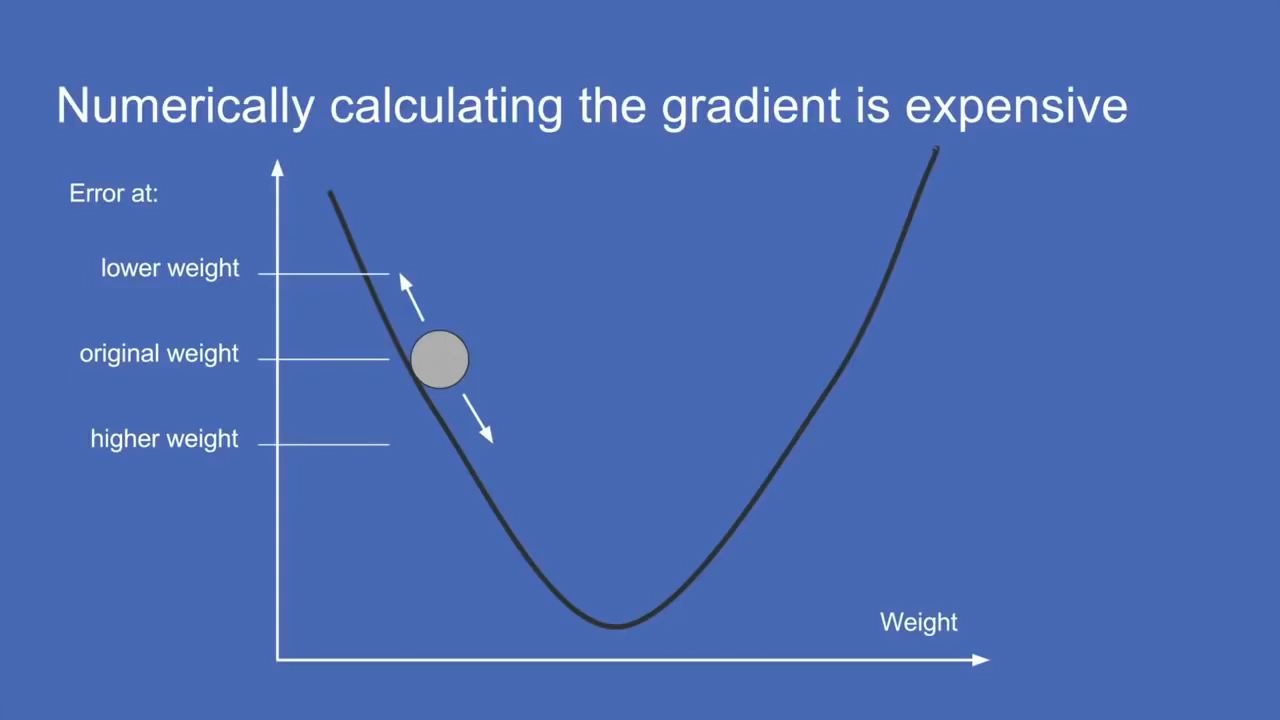 Numerically calculating the gradient is expensive
Error at:
lower weight
original weight
higher weight
Weight